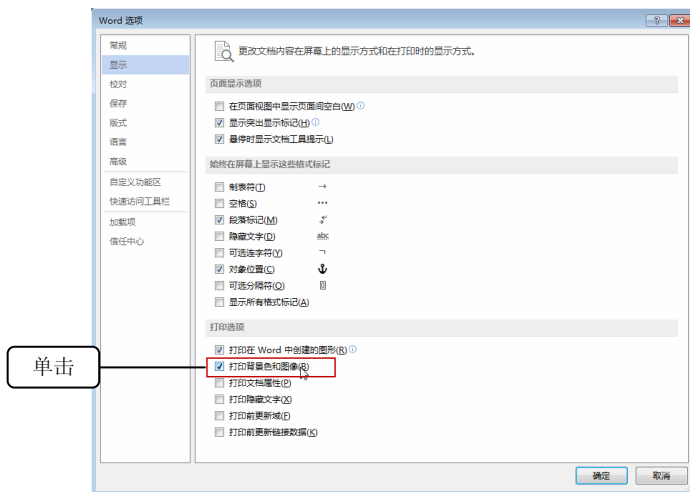 Word 选项
常规
显示
校对
保存
版式
语言
高级
自定义功能区
快速访问工具栏
加载项
信任中心
更改文档内容在屏幕上的显示方式和在打印时的显示方式。
页面显示选项
在页面视图中显示页面间空白(W)
显示突出显示标记(H)
悬停时显示文档工具提示(L)
始终在屏幕上显示这些格式标记
制表符(T)
空格(S)
段落标记(M)
隐藏文字(D) abc
可选连字符(Y)
对象位置(C)
可选分隔符(O)
显示所有格式标记(A)
打印选项
打印在 Word 中创建的图形(R)
打印背景色和图像(B)
打印文档属性(P)
打印隐藏文字(X)
打印前更新域(F)
打印前更新链接数据(K)
单击
确定
取消